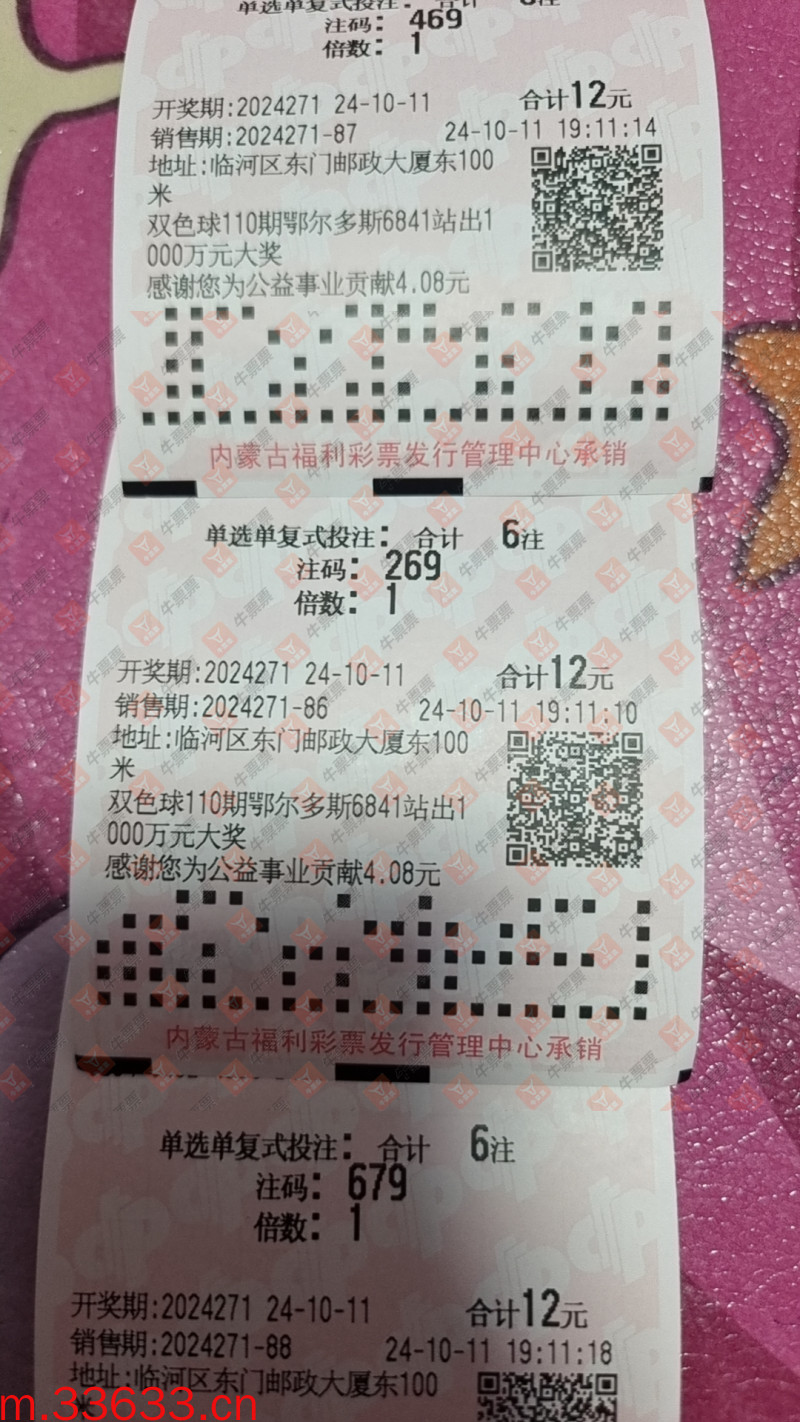 单选单复式投注：合计 6注
注码：469
倍数：1
开奖期:2024271 24-10-11 合计12元
销售期:2024271-87 24-10-11 19:11:14
地址:临河区东门邮政大厦东100
米
双色球110期鄂尔多斯6841站出1
000万元大奖
感谢您为公益事业贡献4.08元
内蒙古福利彩票发行管理中心承销
单选单复式投注：合计 6注
注码：269
倍数：1
开奖期:2024271 24-10-11 合计12元
销售期:2024271-86 24-10-11 19:11:10
地址:临河区东门邮政大厦东100
米
双色球110期鄂尔多斯6841站出1
000万元大奖
感谢您为公益事业贡献4.08元
内蒙古福利彩票发行管理中心承销
单选单复式投注：合计 6注
注码：679
倍数：1
开奖期:2024271 24-10-11 合计12元
销售期:2024271-88 24-10-11 19:11:18
地址:临河区东门邮政大厦东100
米
m.33633.cn
牛票票